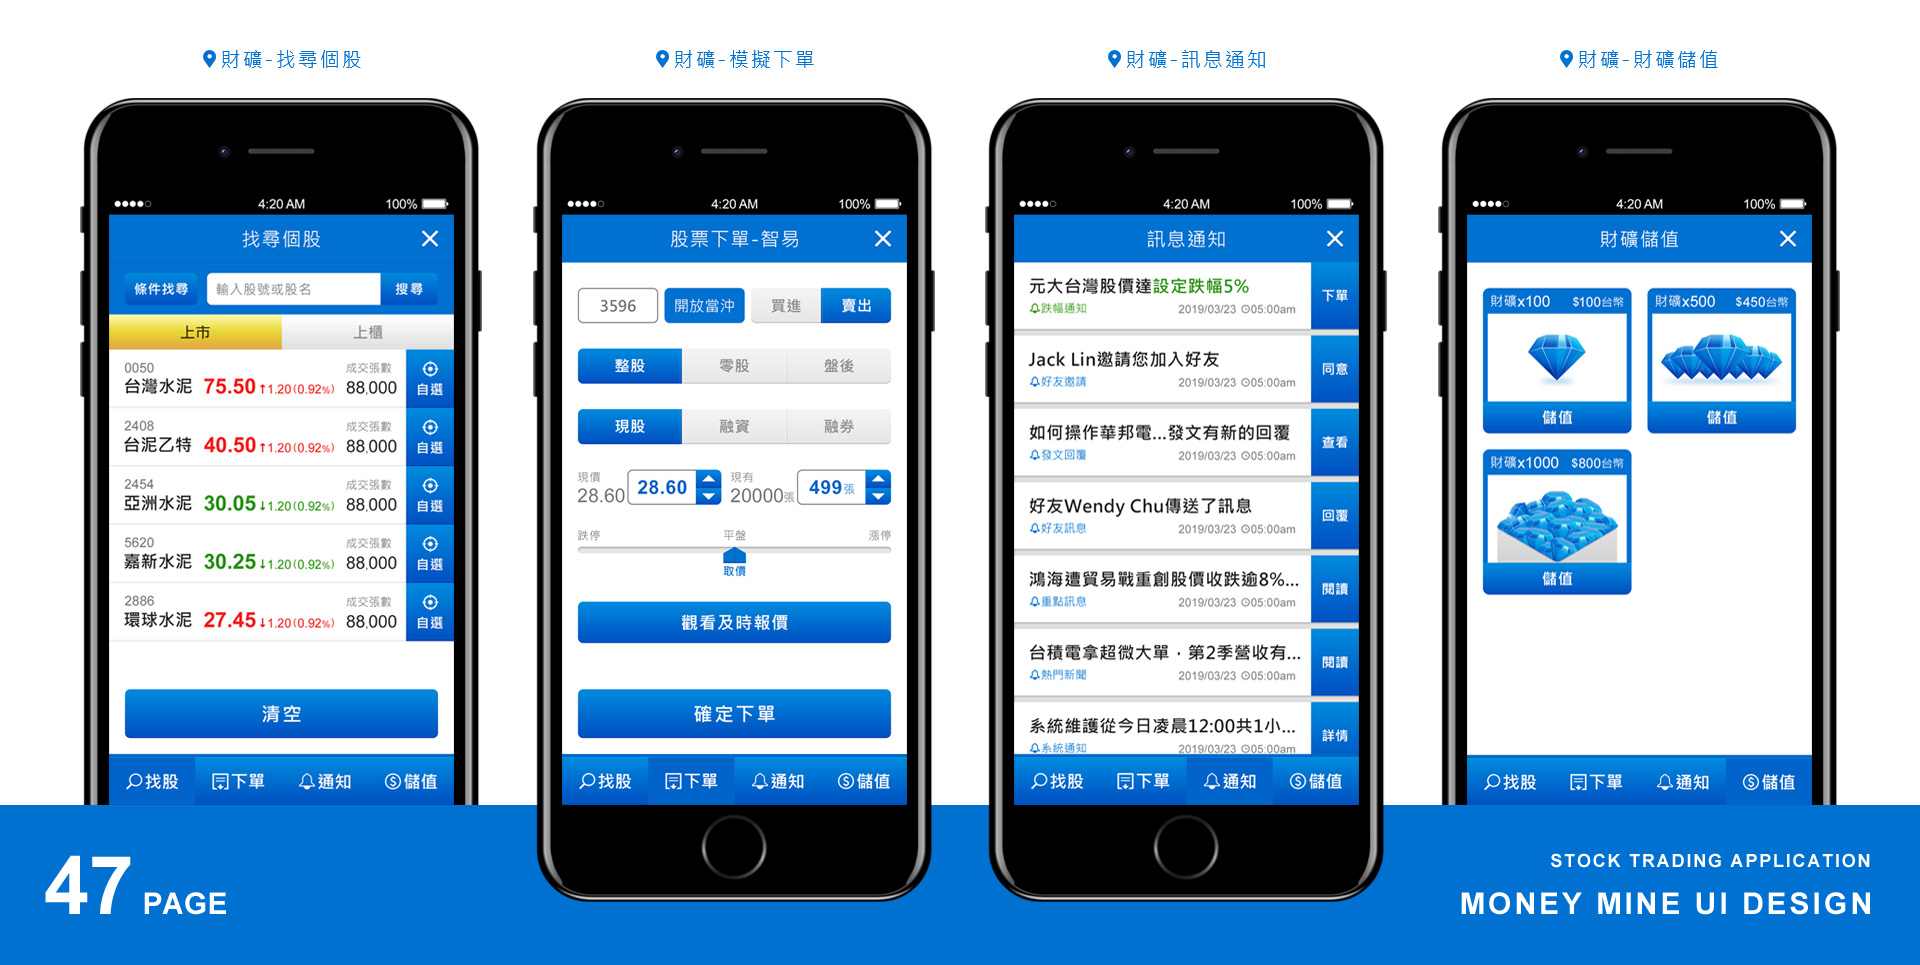 財礦-找尋個股
4:20 AM
100%
找尋個股
條件找尋
輸入股號或股名
搜尋
上市
上櫃
0050
成交張數
台灣水泥 75.50 ↑1.20(0.92%) 88,000
自選
2408
成交張數
台泥乙特 40.50 ↑1.20(0.92%) 88,000
自選
2454
成交張數
亞洲水泥 30.05 ↓1.20(0.92%) 88,000
自選
5620
成交張數
嘉新水泥 30.25 ↓1.20(0.92%) 88,000
自選
2886
成交張數
環球水泥 27.45 ↓1.20(0.92%) 88,000
自選
清空
找股 下單 通知 儲值
財礦-模擬下單
4:20 AM
100%
股票下單-智易
3596 開放當沖 買進 賣出
整股 零股 盤後
現股 融資 融券
現價
28.60
28.60
現有
20000張
499張
跌停 平盤 漲停
取價
觀看及時報價
確定下單
找股 下單 通知 儲值
財礦-訊息通知
4:20 AM
100%
訊息通知
元大台灣股價達設定跌幅5%
跌幅通知 2019/03/23 05:00am
下單
Jack Lin邀請您加入好友
好友邀請 2019/03/23 05:00am
同意
如何操作華邦電...發文有新的回覆
發文回覆 2019/03/23 05:00am
查看
好友Wendy Chu傳送了訊息
好友訊息 2019/03/23 05:00am
回覆
鴻海遭貿易戰重創股價收跌逾8%...
重點訊息 2019/03/23 05:00am
閱讀
台積電拿超微大單．第2季營收有...
熱門新聞 2019/03/23 05:00am
閱讀
系統維護從今日凌晨12:00共1小...
系統通知 2019/03/23 05:00am
詳情
找股 下單 通知 儲值
財礦-財礦儲值
4:20 AM
100%
財礦儲值
財礦x100 $100台幣
儲值
財礦x500 $450台幣
儲值
財礦x1000 $800台幣
儲值
找股 下單 通知 儲值
47 PAGE
STOCK TRADING APPLICATION
MONEY MINE UI DESIGN